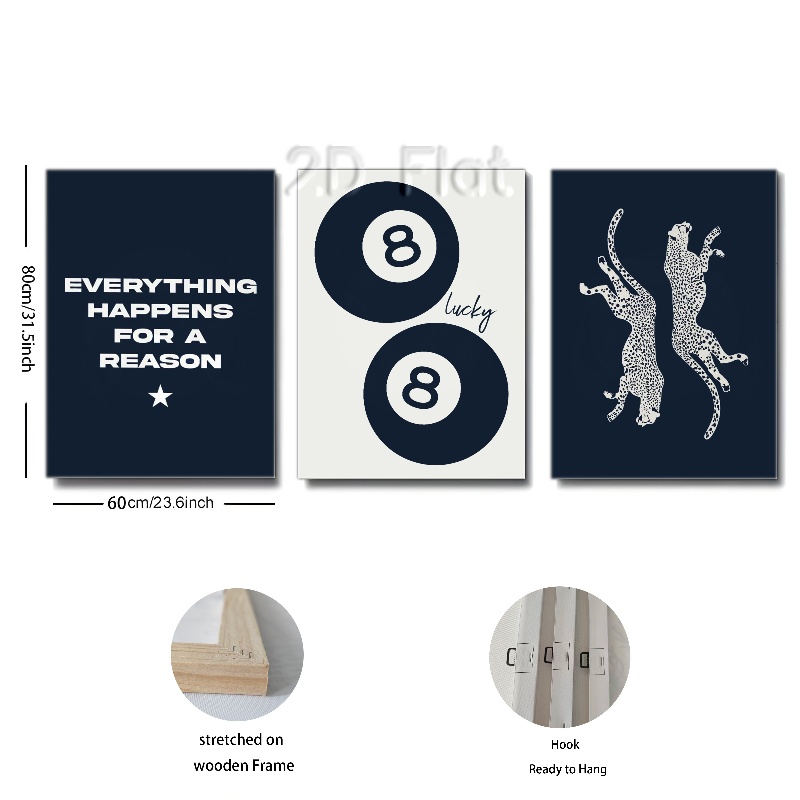 2D Flat
EVERYTHING
HAPPENS
FOR A
REASON
8
lucky
8
80cm/31.5inch
60cm/23.6inch
stretched on
wooden Frame
Hook
Ready to Hang